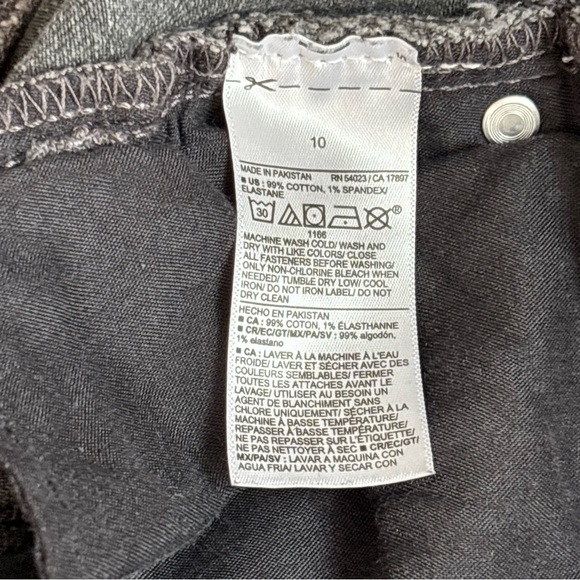 10
MADE IN PAKISTAN RN 54023 / CA 17897
■ US : 99% COTTON, 1% SPANDEX/
ELASTANE
30 ®
1166
MACHINE WASH COLD/ WASH AND
DRY WITH LIKE COLORS/ CLOSE
ALL FASTENERS BEFORE WASHING/
ONLY NON-CHLORINE BLEACH WHEN
NEEDED/ TUMBLE DRY LOW/ COOL
IRON/ DO NOT IRON LABEL/ DO NOT
DRY CLEAN
HECHO EN PAKISTAN
■ CA : 99% COTON, 1% ÉLASTHANNE
■ CR/EC/GT/MX/PA/SV : 99% algodón,
1% elastano
■ CA : LAVER À LA MACHINE À L'EAU
FROIDE/ LAVER ET SÉCHER AVEC DES
COULEURS SEMBLABLES/ FERMER
TOUTES LES ATTACHES AVANT LE
LAVAGE/ UTILISER AU BESOIN UN
AGENT DE BLANCHIMENT SANS
CHLORE UNIQUEMENT/ SÉCHER À LA
MACHINE À BASSE TEMPÉRATURE/
REPASSER À BASSE TEMPÉRATURE/
NE PAS REPASSER SUR L'ÉTIQUETTE/
NE PAS NETTOYER À SEC ■ CR/EC/GT/
MX/PA/SV : LAVAR A MAQUINA CON
AGUA FRIA/ LAVAR Y SECAR CON